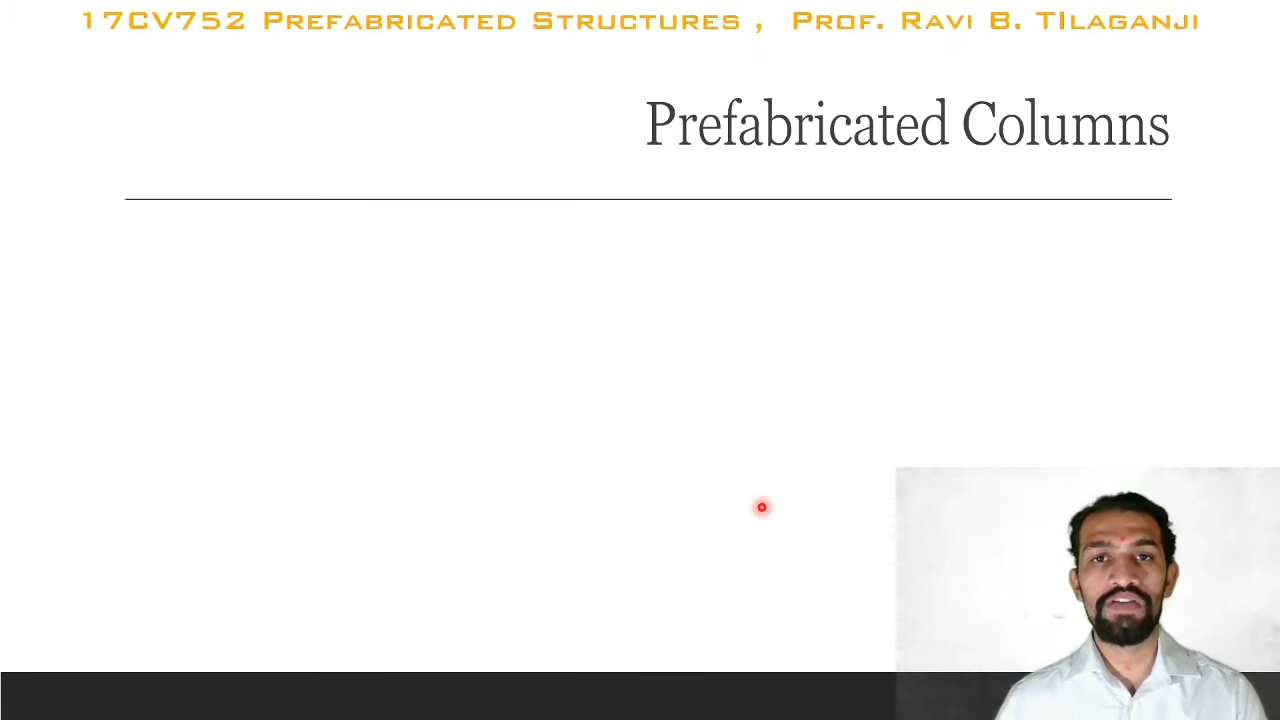 17CV752 Prefabricated Structures , Prof. Ravi B. TIlaganji
Prefabricated Columns